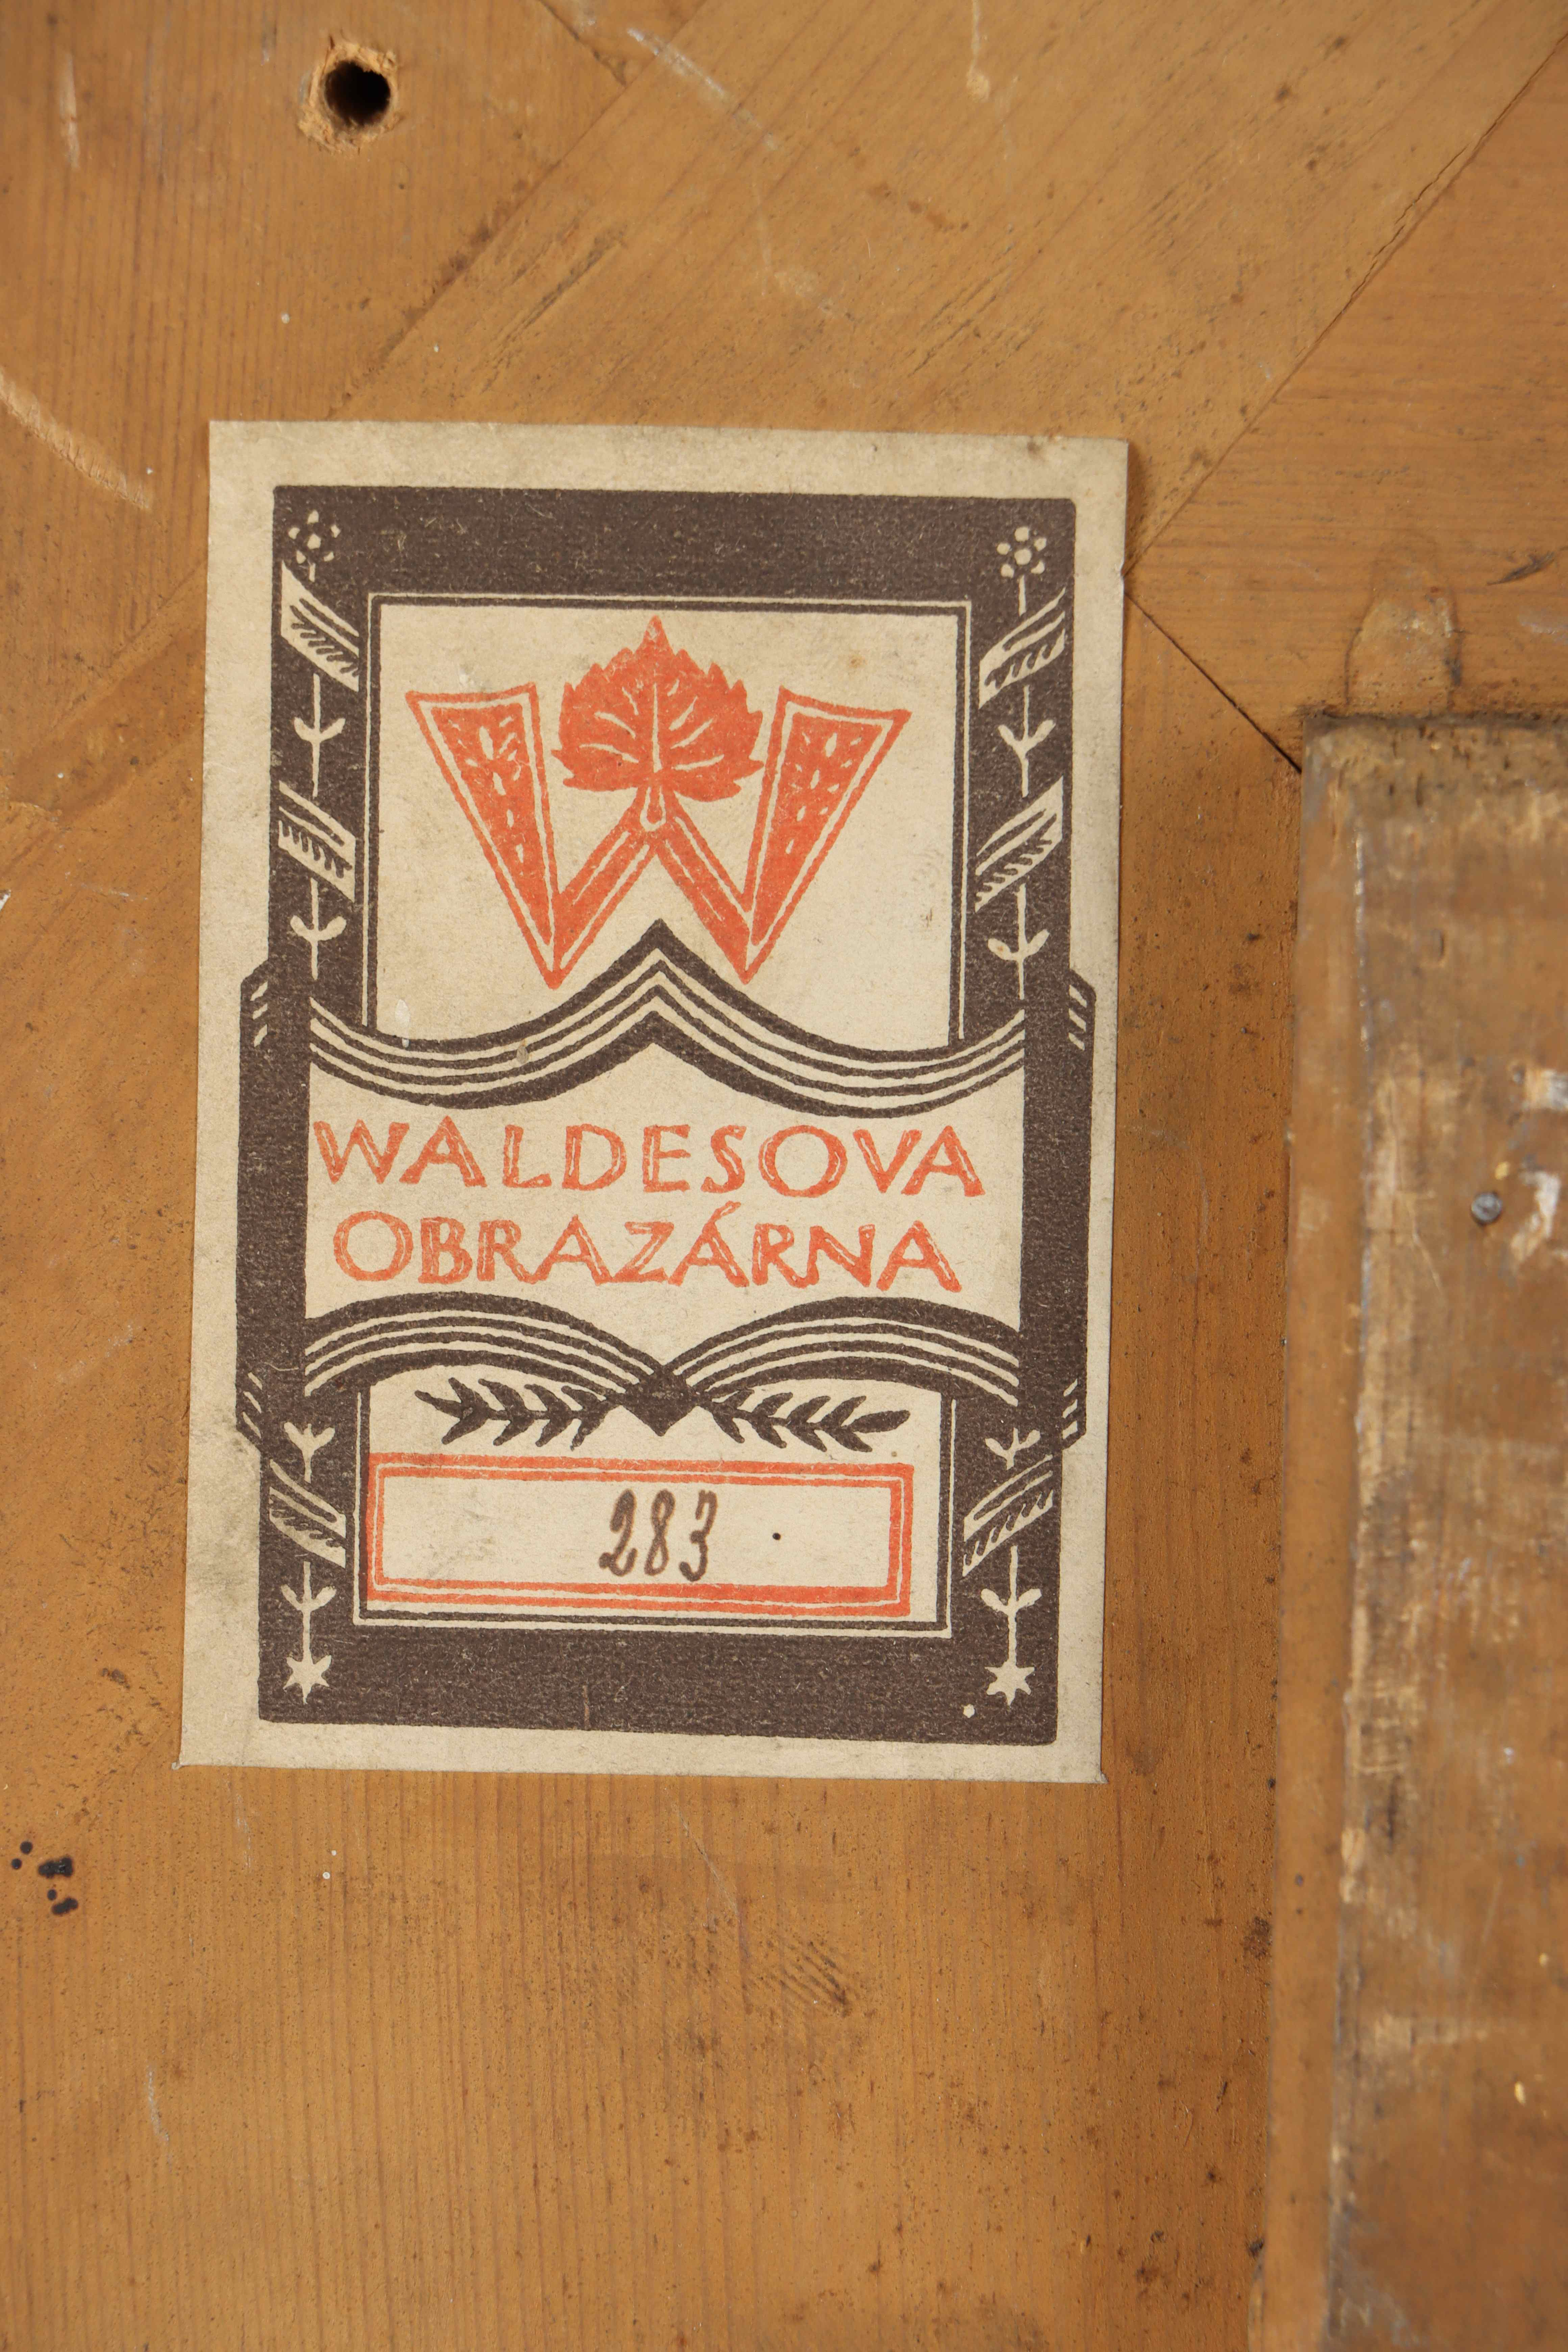 W
WALDESOVA
OBRAZÁRNA
283 .